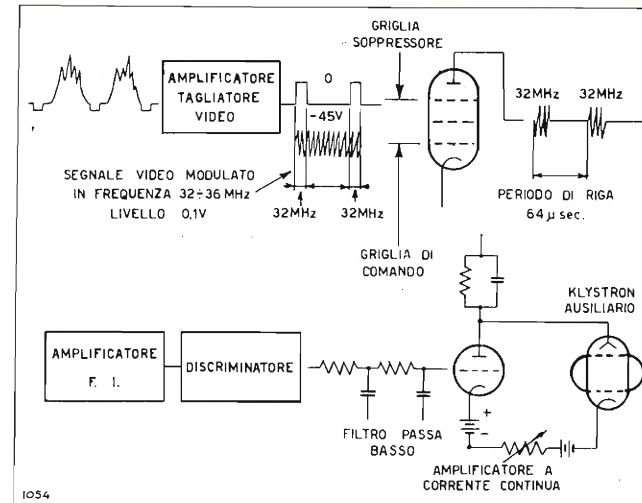 GRIGLIA
SOPPRESSORE
AMPLIFICATORE
TAGLIATORE
VIDEO
0
-45V
32MHz
32MHz
SEGNALE VIDEO MODULATO
IN FREQUENZA 32÷36 MHz
LIVELLO 0,1V
32MHz
32MHz
PERIODO DI RIGA
64 μ sec.
GRIGLIA DI
COMANDO
KLYSTRON
AUSILIARIO
AMPLIFICATORE
F. I.
DISCRIMINATORE
+
-
FILTRO PASSA
BASSO
AMPLIFICATORE A
CORRENTE CONTINUA
1054